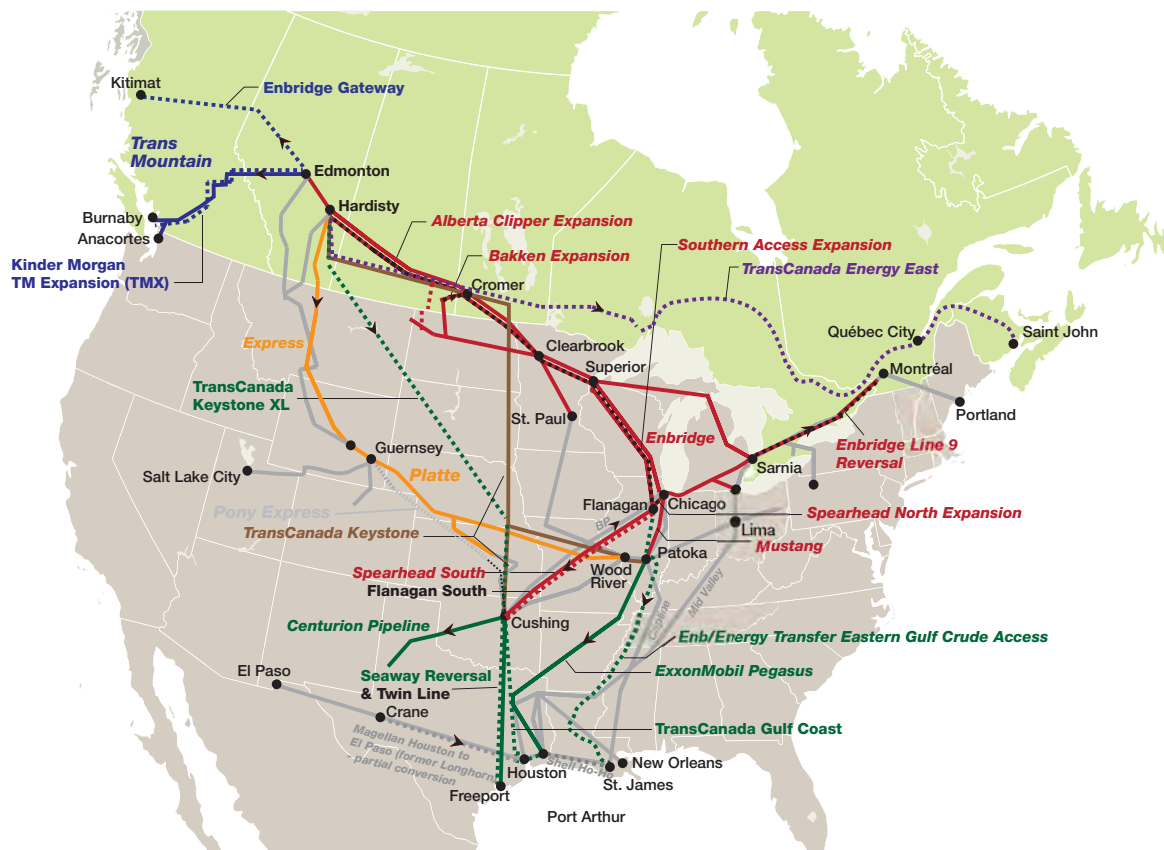 Kitimat
Enbridge Gateway
Trans
Mountain
Edmonton
Hardisty
Burnaby
Anacortes
Alberta Clipper Expansion
Southern Access Expansion
Bakken Expansion
TransCanada Energy East
Kinder Morgan
TM Expansion (TMX)
Cromer
Québec City
Saint John
Express
Clearbrook
Superior
Montréal
TransCanada
Keystone XL
St. Paul
Portland
Enbridge
Enbridge Line 9
Reversal
Guernsey
Sarnia
Salt Lake City
Platte
Flanagan
Chicago
Pony Express
Spearhead North Expansion
BP
TransCanada Keystone
Lima
Mustang
Patoka
Wood
River
Spearhead South
Flanagan South
Mid Valley
Capline
Centurion Pipeline
Cushing
Enb/Energy Transfer Eastern Gulf Crude Access
El Paso
Seaway Reversal
& Twin Line
ExxonMobil Pegasus
Crane
TransCanada Gulf Coast
Magellan Houston to
El Paso (former Longhorn)
- partial conversion
Shell Ho-Ho
New Orleans
Houston
St. James
Freeport
Port Arthur